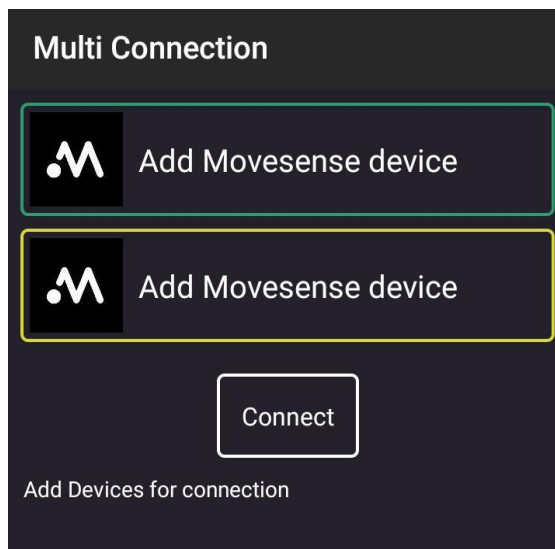 Multi Connection
Add Movesense device
Add Movesense device
Connect
Add Devices for connection